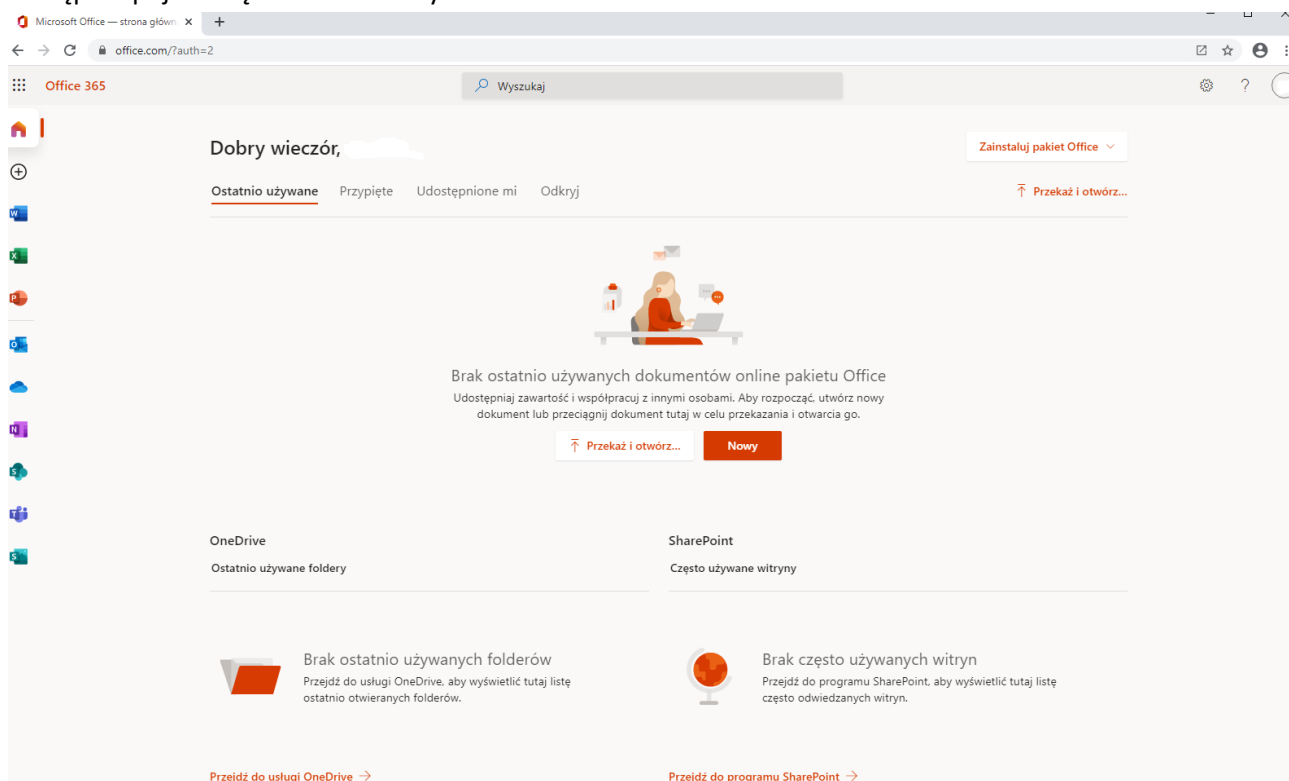 Microsoft Office — strona główn
office.com/?auth=2
Office 365
Wyszukaj
Dobry wieczór,
Zainstaluj pakiet Office
Ostatnio używane Przypięte Udostępnione mi Odkryj
Przekaż i otwórz...
Brak ostatnio używanych dokumentów online pakietu Office
Udostępniaj zawartość i współpracuj z innymi osobami. Aby rozpocząć, utwórz nowy
dokument lub przeciągnij dokument tutaj w celu przekazania i otwarcia go.
Przekaż i otwórz... Nowy
OneDrive
Ostatnio używane foldery
SharePoint
Często używane witryny
Brak ostatnio używanych folderów
Przejdź do usługi OneDrive, aby wyświetlić tutaj listę
ostatnio otwieranych folderów.
Brak często używanych witryn
Przejdź do programu SharePoint, aby wyświetlić tutaj listę
często odwiedzanych witryn.
Przejdź do usługi OneDrive →
Przejdź do programu SharePoint →